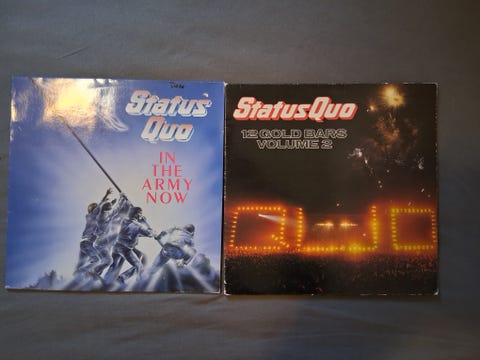 Status
Quo
IN
THE
ARMY
NOW
Status Quo
12 GOLD BARS
VOLUME 2
QUO